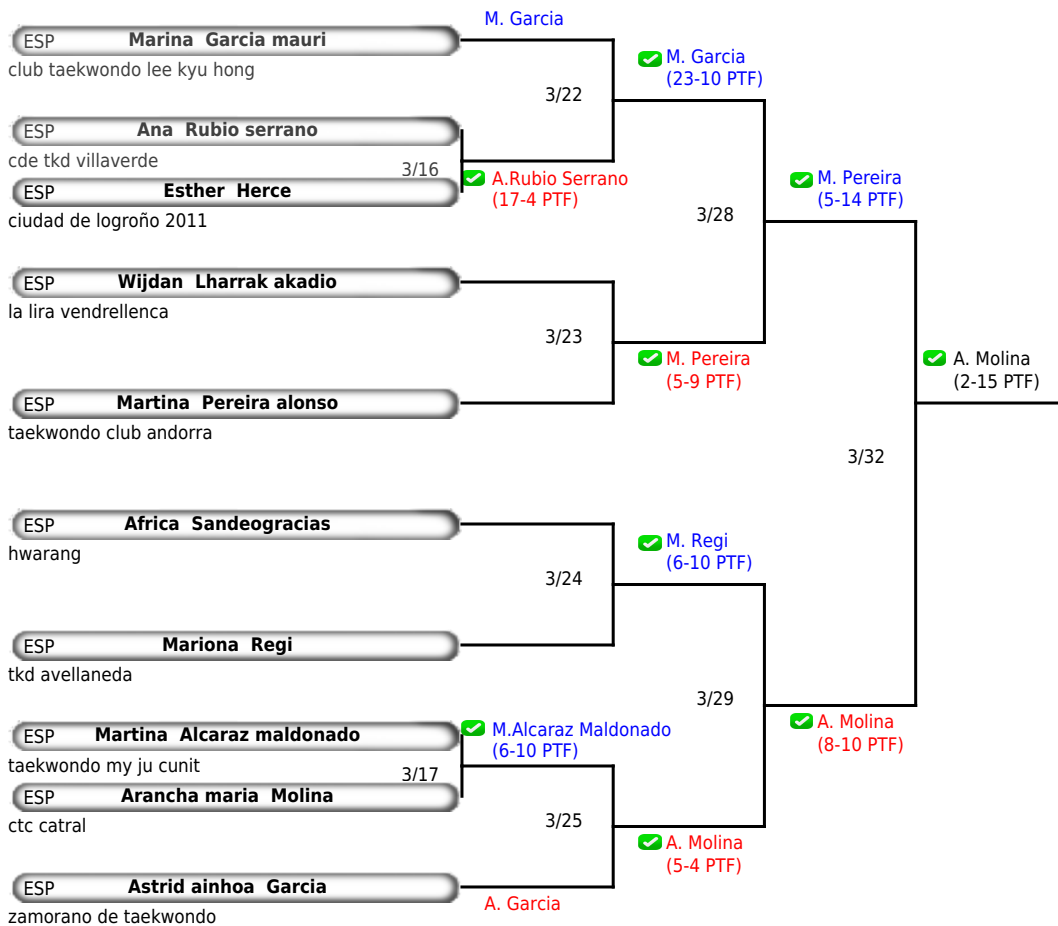 M. Garcia
ESP Marina Garcia mauri
club taekwondo lee kyu hong
M. Garcia
(23-10 PTF)
3/22
ESP Ana Rubio serrano
cde tkd villaverde
3/16
ESP Esther Herce
ciudad de logroño 2011
A.Rubio Serrano
(17-4 PTF)
M. Pereira
(5-14 PTF)
3/28
ESP Wijdan Lharrak akadio
la lira vendrellenca
3/23
M. Pereira
(5-9 PTF)
ESP Martina Pereira alonso
taekwondo club andorra
A. Molina
(2-15 PTF)
3/32
ESP Africa Sandeogracias
hwarang
M. Regi
(6-10 PTF)
3/24
ESP Mariona Regi
tkd avellaneda
3/29
ESP Martina Alcaraz maldonado
taekwondo my ju cunit
3/17
M.Alcaraz Maldonado
(6-10 PTF)
A. Molina
(8-10 PTF)
ESP Arancha maria Molina
ctc catral
3/25
A. Molina
(5-4 PTF)
ESP Astrid ainhoa Garcia
zamorano de taekwondo
A. Garcia